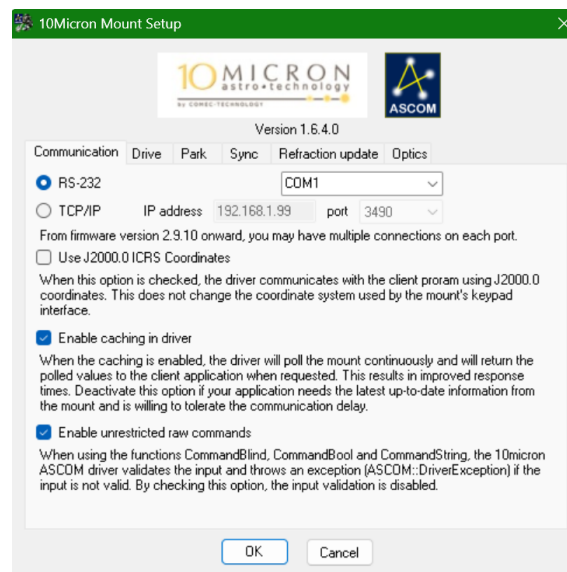 10Micron Mount Setup
10 MICRON
astro•technology
by COMEC-TECHNOLOGY
ASCOM
Version 1.6.4.0
Communication Drive Park Sync Refraction update Optics
RS-232 COM1
TCP/IP IP address 192.168.1.99 port 3490
From firmware version 2.9.10 onward, you may have multiple connections on each port.
Use J2000.0 ICRS Coordinates
When this option is checked, the driver communicates with the client proram using J2000.0
coordinates. This does not change the coordinate system used by the mount's keypad
interface.
Enable caching in driver
When the caching is enabled, the driver will poll the mount continuously and will return the
polled values to the client application when requested. This results in improved response
times. Deactivate this option if your application needs the latest up-to-date information from
the mount and is willing to tolerate the communication delay.
Enable unrestricted raw commands
When using the functions CommandBlind, CommandBool and CommandString, the 10micron
ASCOM driver validates the input and throws an exception (ASCOM::DriverException) if the
input is not valid. By checking this option, the input validation is disabled.
OK Cancel